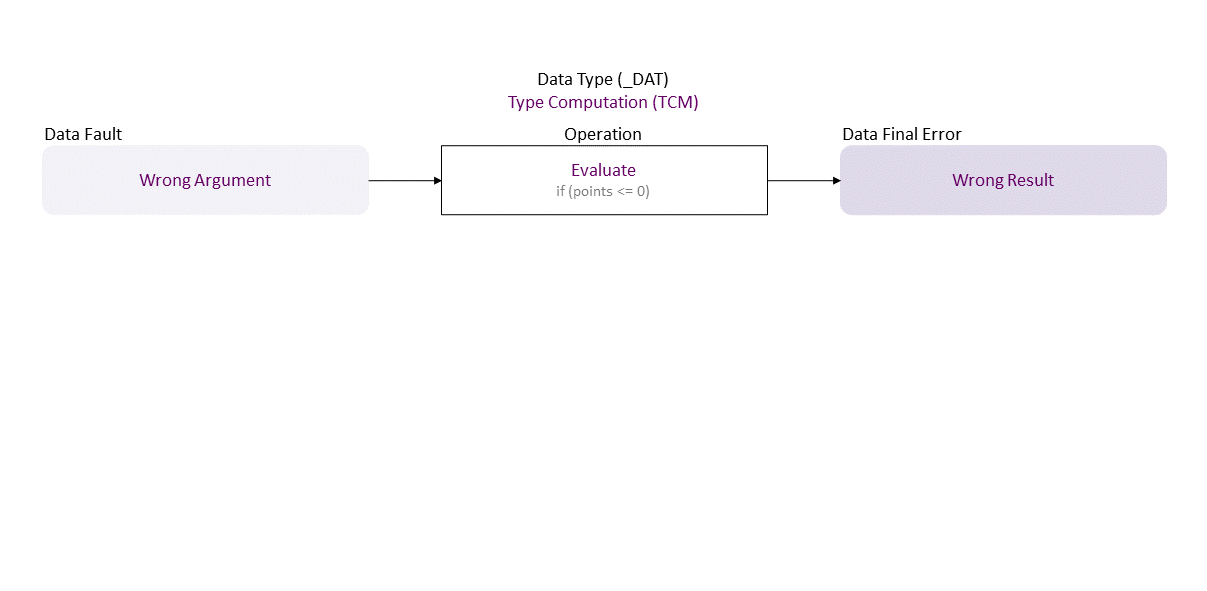 Data Type (_DAT)
Type Computation (TCM)
Data Fault
Operation
Data Final Error
Wrong Argument
Evaluate
if (points <= 0)
Wrong Result